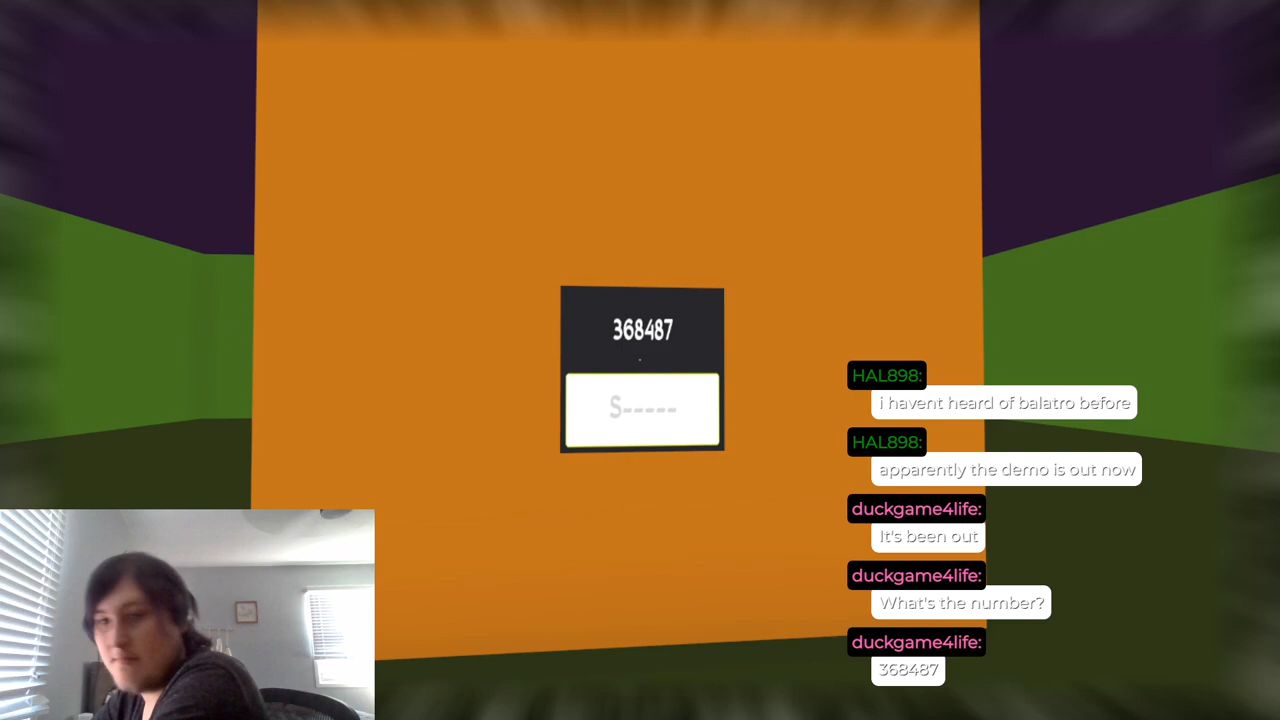 368487
S-----
HAL898:
i havent heard of balatro before
HAL898:
apparently the demo is out now
duckgame4life:
It's been out
duckgame4life:
What's the number?
duckgame4life:
368487